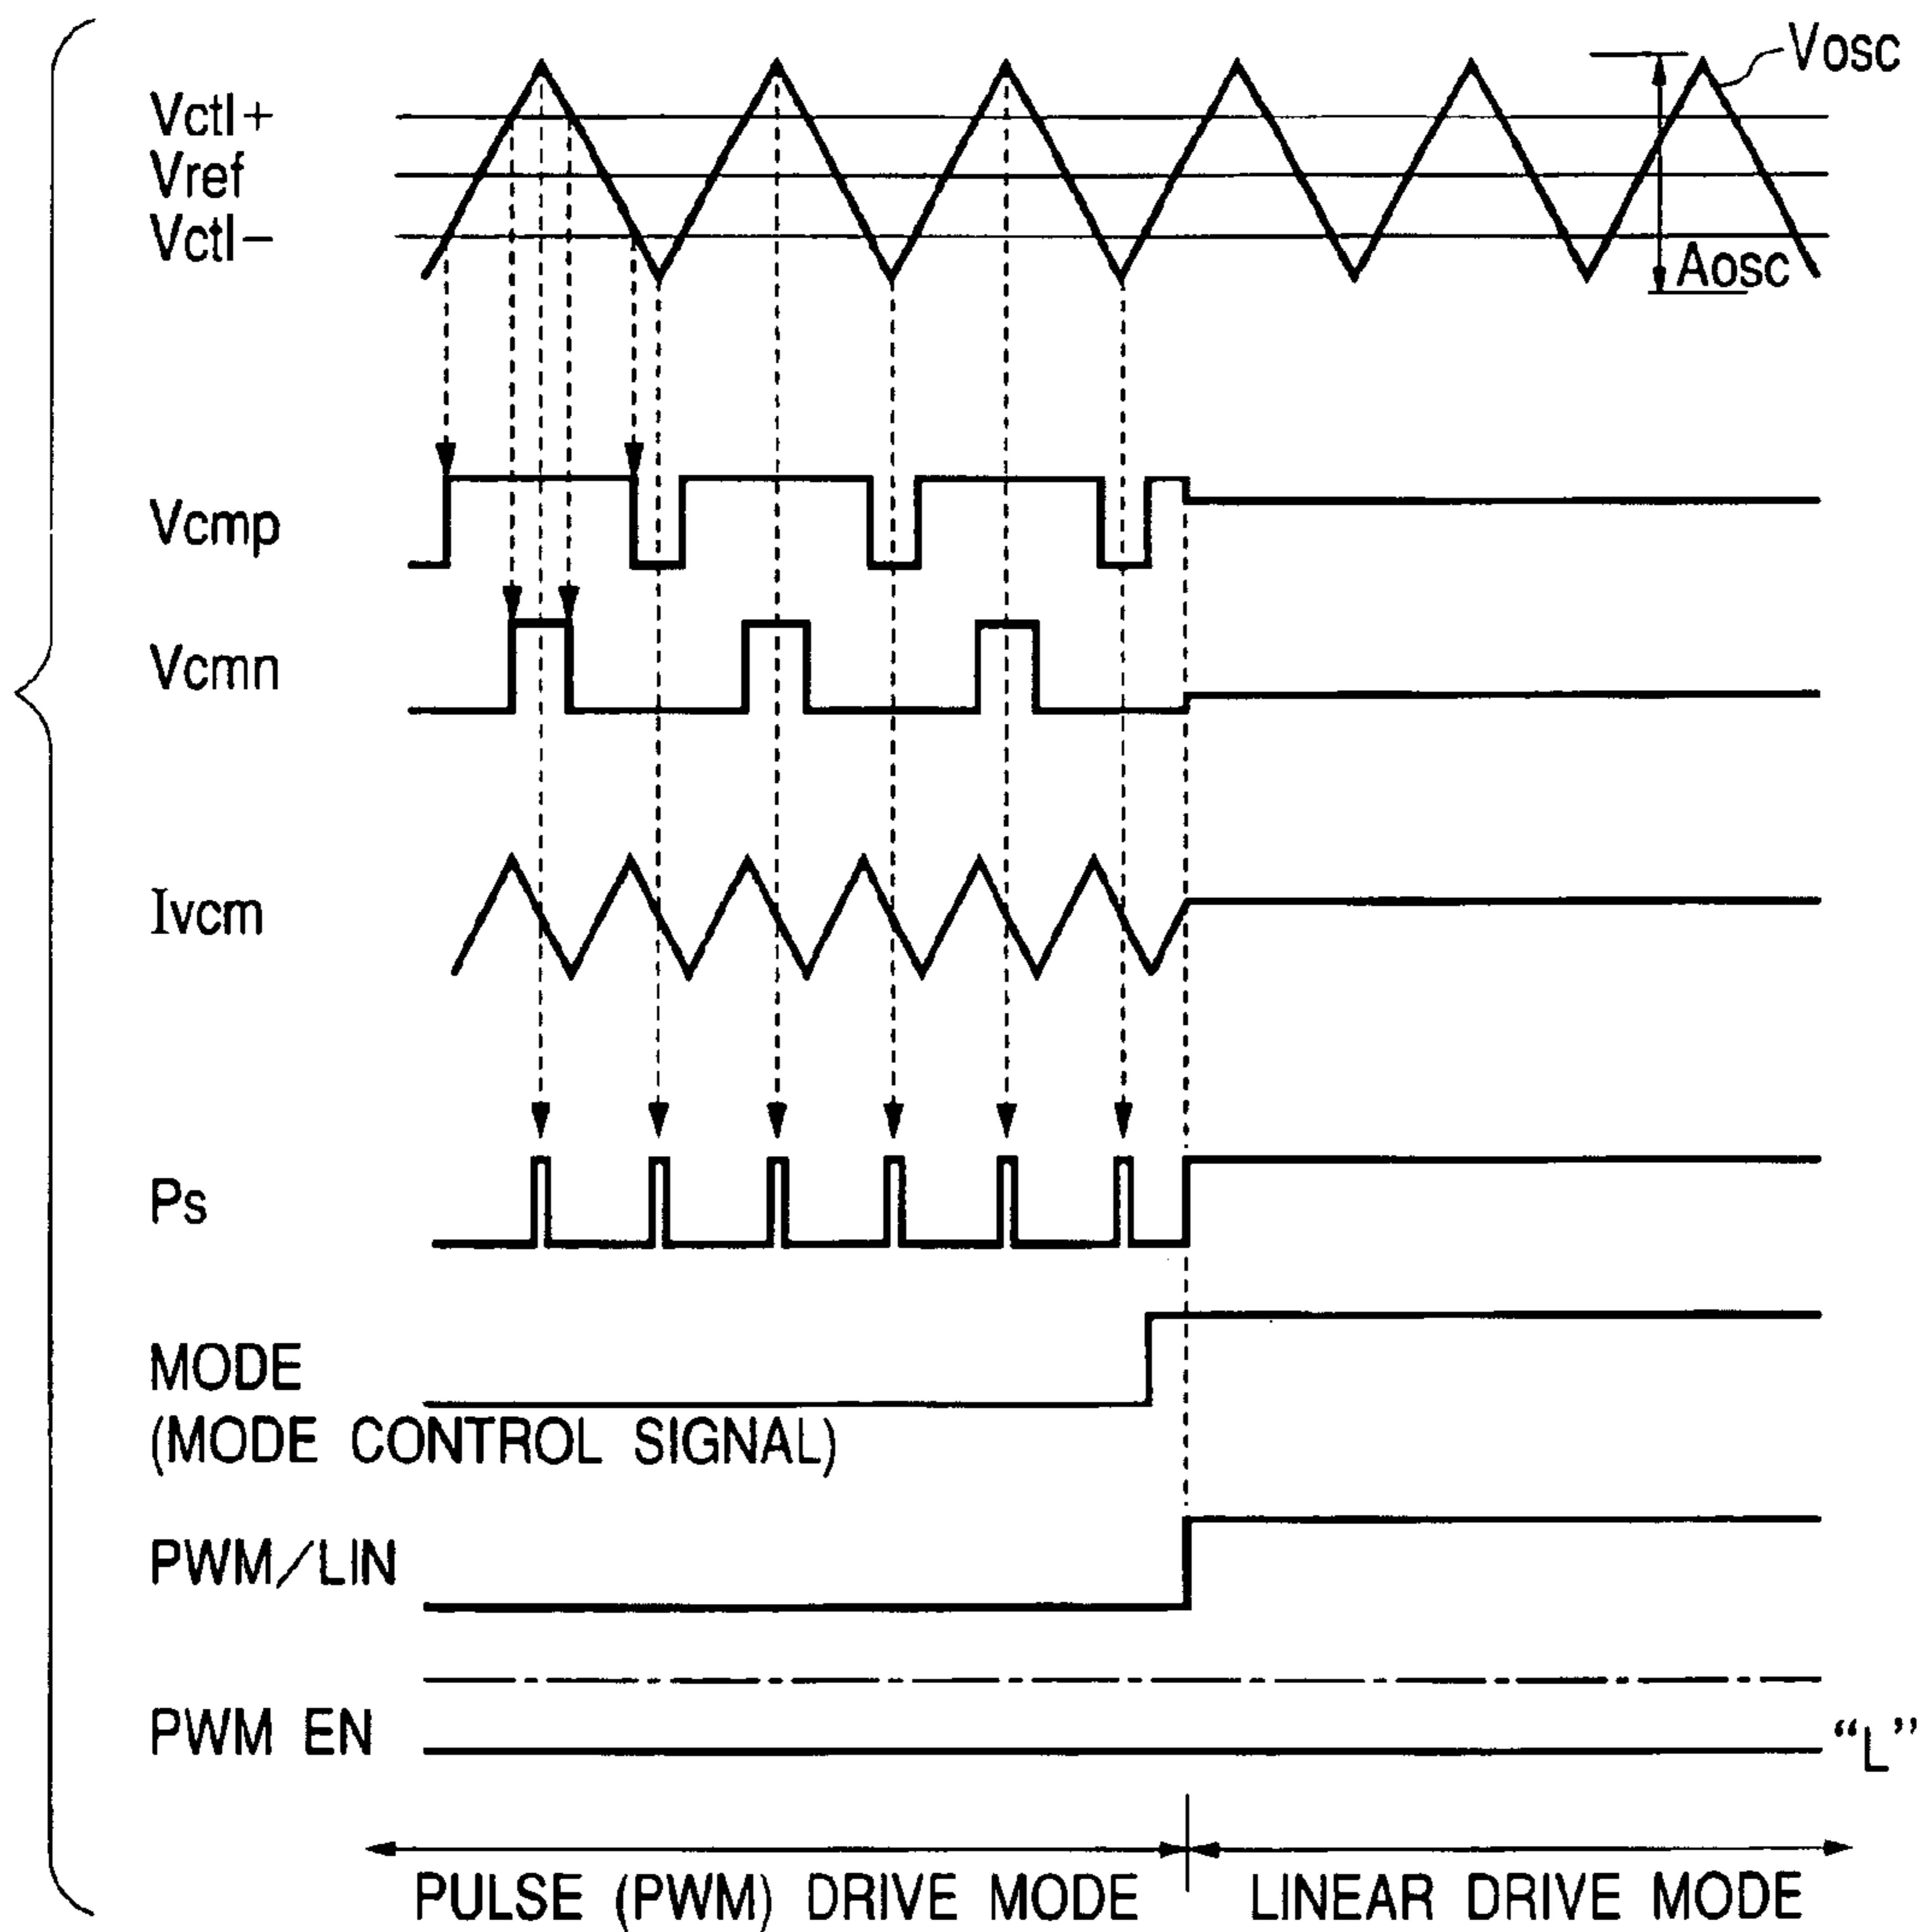 Vosc
Vctl+
Vref
Vctl−
Aosc
Vcmp
Vcmn
Ivcm
Ps
MODE
(MODE CONTROL SIGNAL)
PWM/LIN
PWM EN
“L”
PULSE (PWM) DRIVE MODE
LINEAR DRIVE MODE